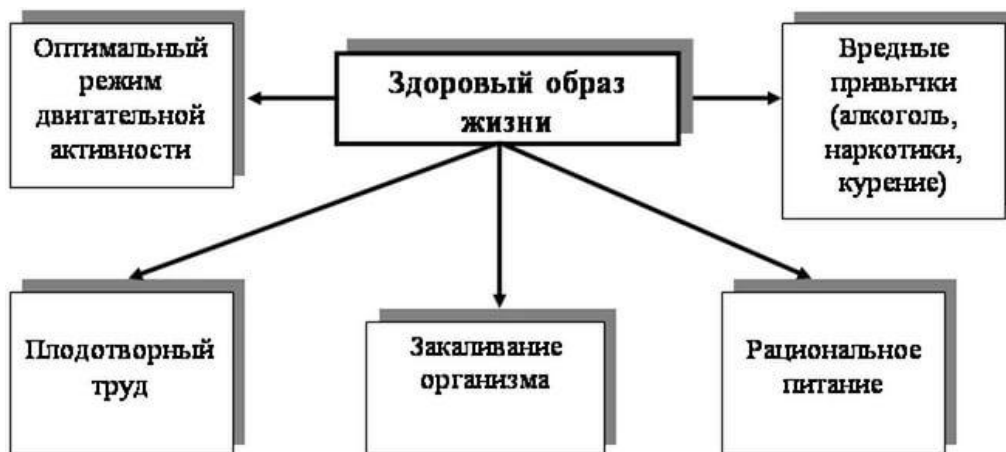 Оптимальный
режим
двигательной
активности
Здоровый образ
жизни
Вредные
привычки
(алкоголь,
наркотики,
курение)
Плодотворный
труд
Закаливание
организма
Рациональное
питание